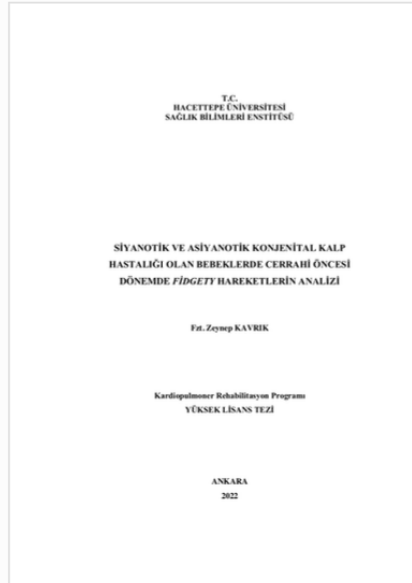 T.C.
HACETTEPE ÜNİVERSİTESİ
SAĞLIK BİLİMLERİ ENSTİTÜSÜ
SİYANOTİK VE ASİYANOTİK KONJENİTAL KALP
HASTALIĞI OLAN BEBEKLERDE CERRAHİ ÖNCESİ
DÖNEMDE FİDGETY HAREKETLERİN ANALİZİ
Fzt. Zeynep KAVRIK
Kardiopulmoner Rehabilitasyon Programı
YÜKSEK LİSANS TEZİ
ANKARA
2022